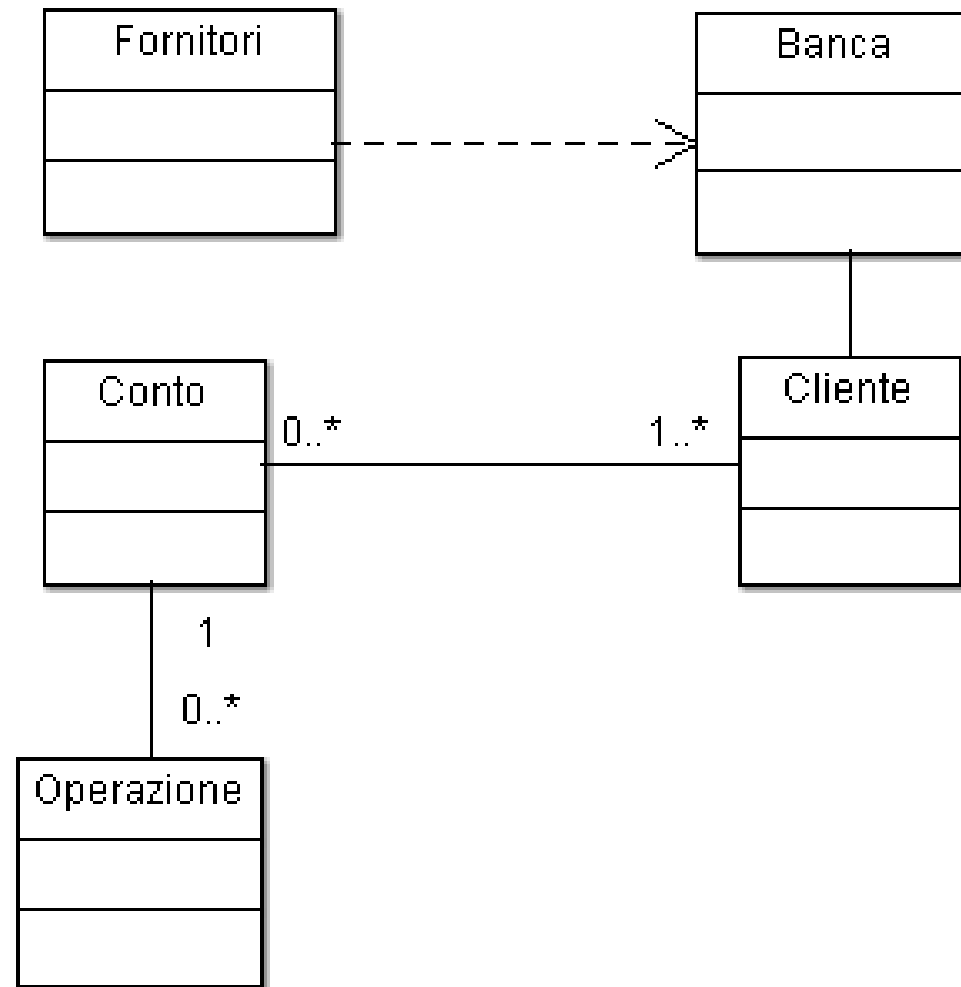 Fornitori
Banca
Conto
Cliente
0..*
1..*
1
0..*
Operazione